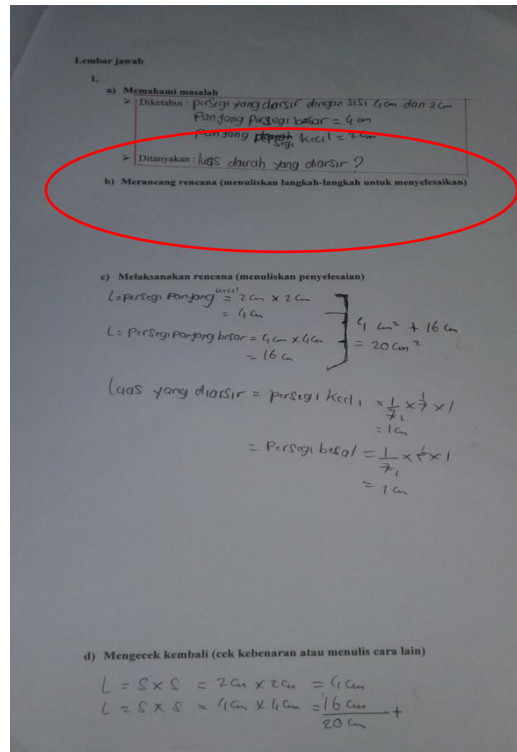 Lembar jawab
1.
a) Memahami masalah
➤ Diketahui : persegi yang diarsir dengan sisi 4 cm dan 2 cm
Panjang persegi besar = 4 cm
Panjang persegi kecil = 2 cm
➤ Ditanyakan : luas daerah yang diarsir ?
b) Merancang rencana (menuliskan langkah-langkah untuk menyelesaikan)
c) Melaksanakan rencana (menuliskan penyelesaian)
L = persegi panjang kecil = 2 cm x 2 cm
= 4 cm
L = persegi panjang besar = 4 cm x 4 cm
= 16 cm
4 cm² + 16 cm
= 20 cm²
Luas yang diarsir = persegi kecil
= 1 cm
= Persegi besar
= 1 cm
d) Mengecek kembali (cek kebenaran atau menulis cara lain)
L = S x S = 2 cm x 2 cm = 4 cm
L = S x S = 4 cm x 4 cm = 16 cm +
20 cm